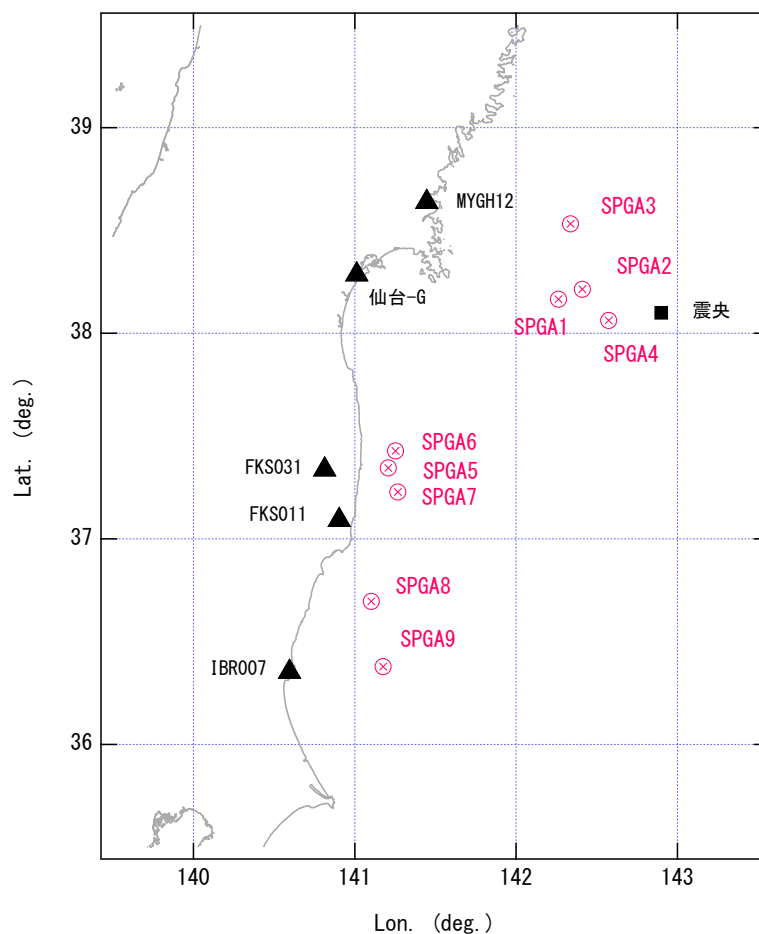 39
MYGH12
SPGA3
SPGA2
仙台-G
震央
38
SPGA1
SPGA4
SPGA6
FKS031
SPGA5
SPGA7
FKS011
37
SPGA8
SPGA9
IBR007
36
140
141
142
143
Lat. (deg.)
Lon. (deg.)